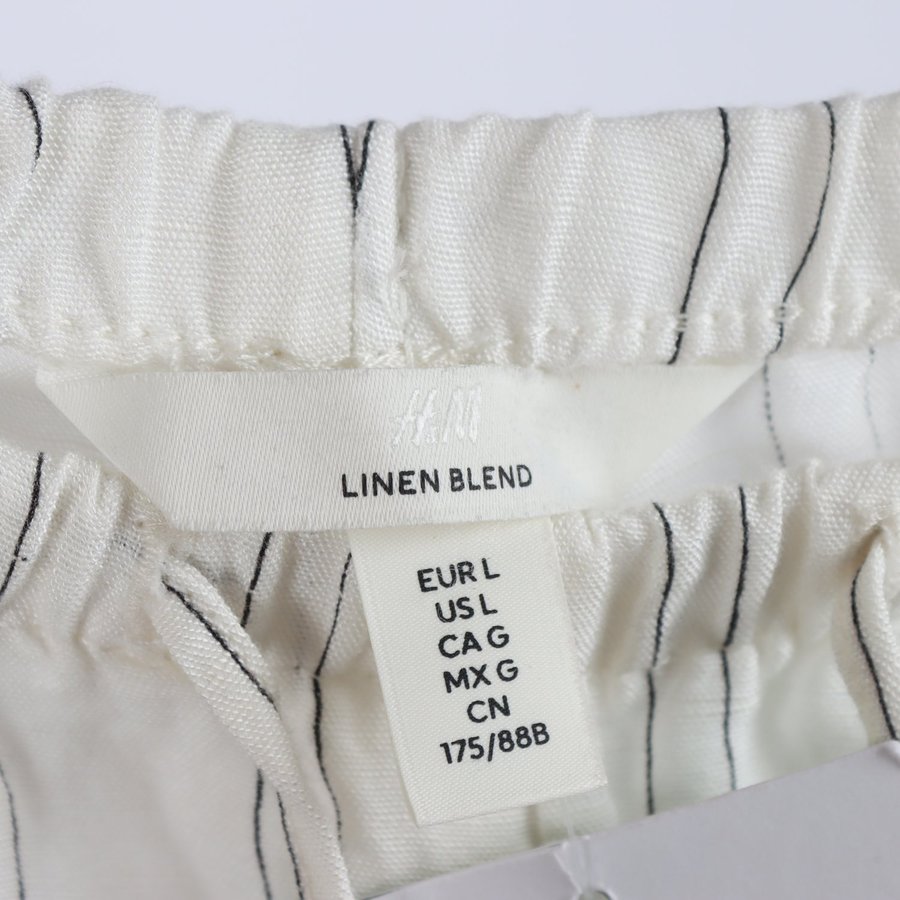 H&M
LINEN BLEND
EUR L
US L
CA G
MX G
CN
175/88B